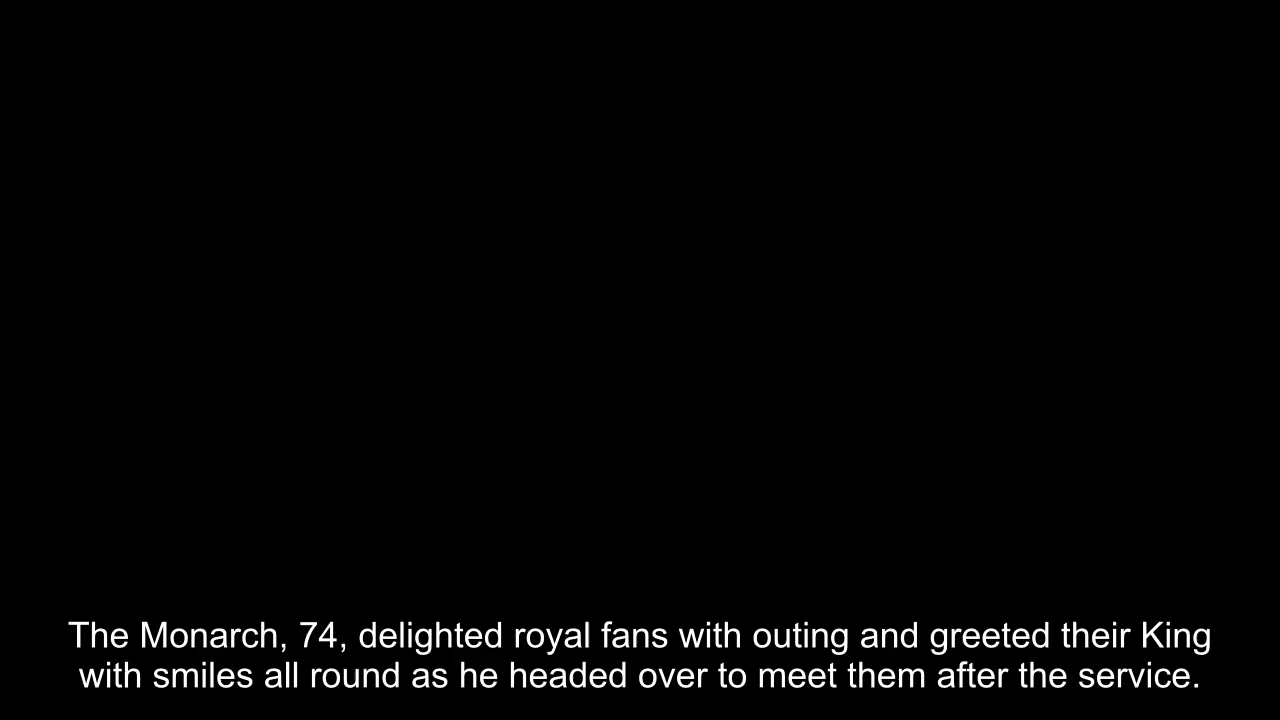 The Monarch, 74, delighted royal fans with outing and greeted their King
with smiles all round as he headed over to meet them after the service.